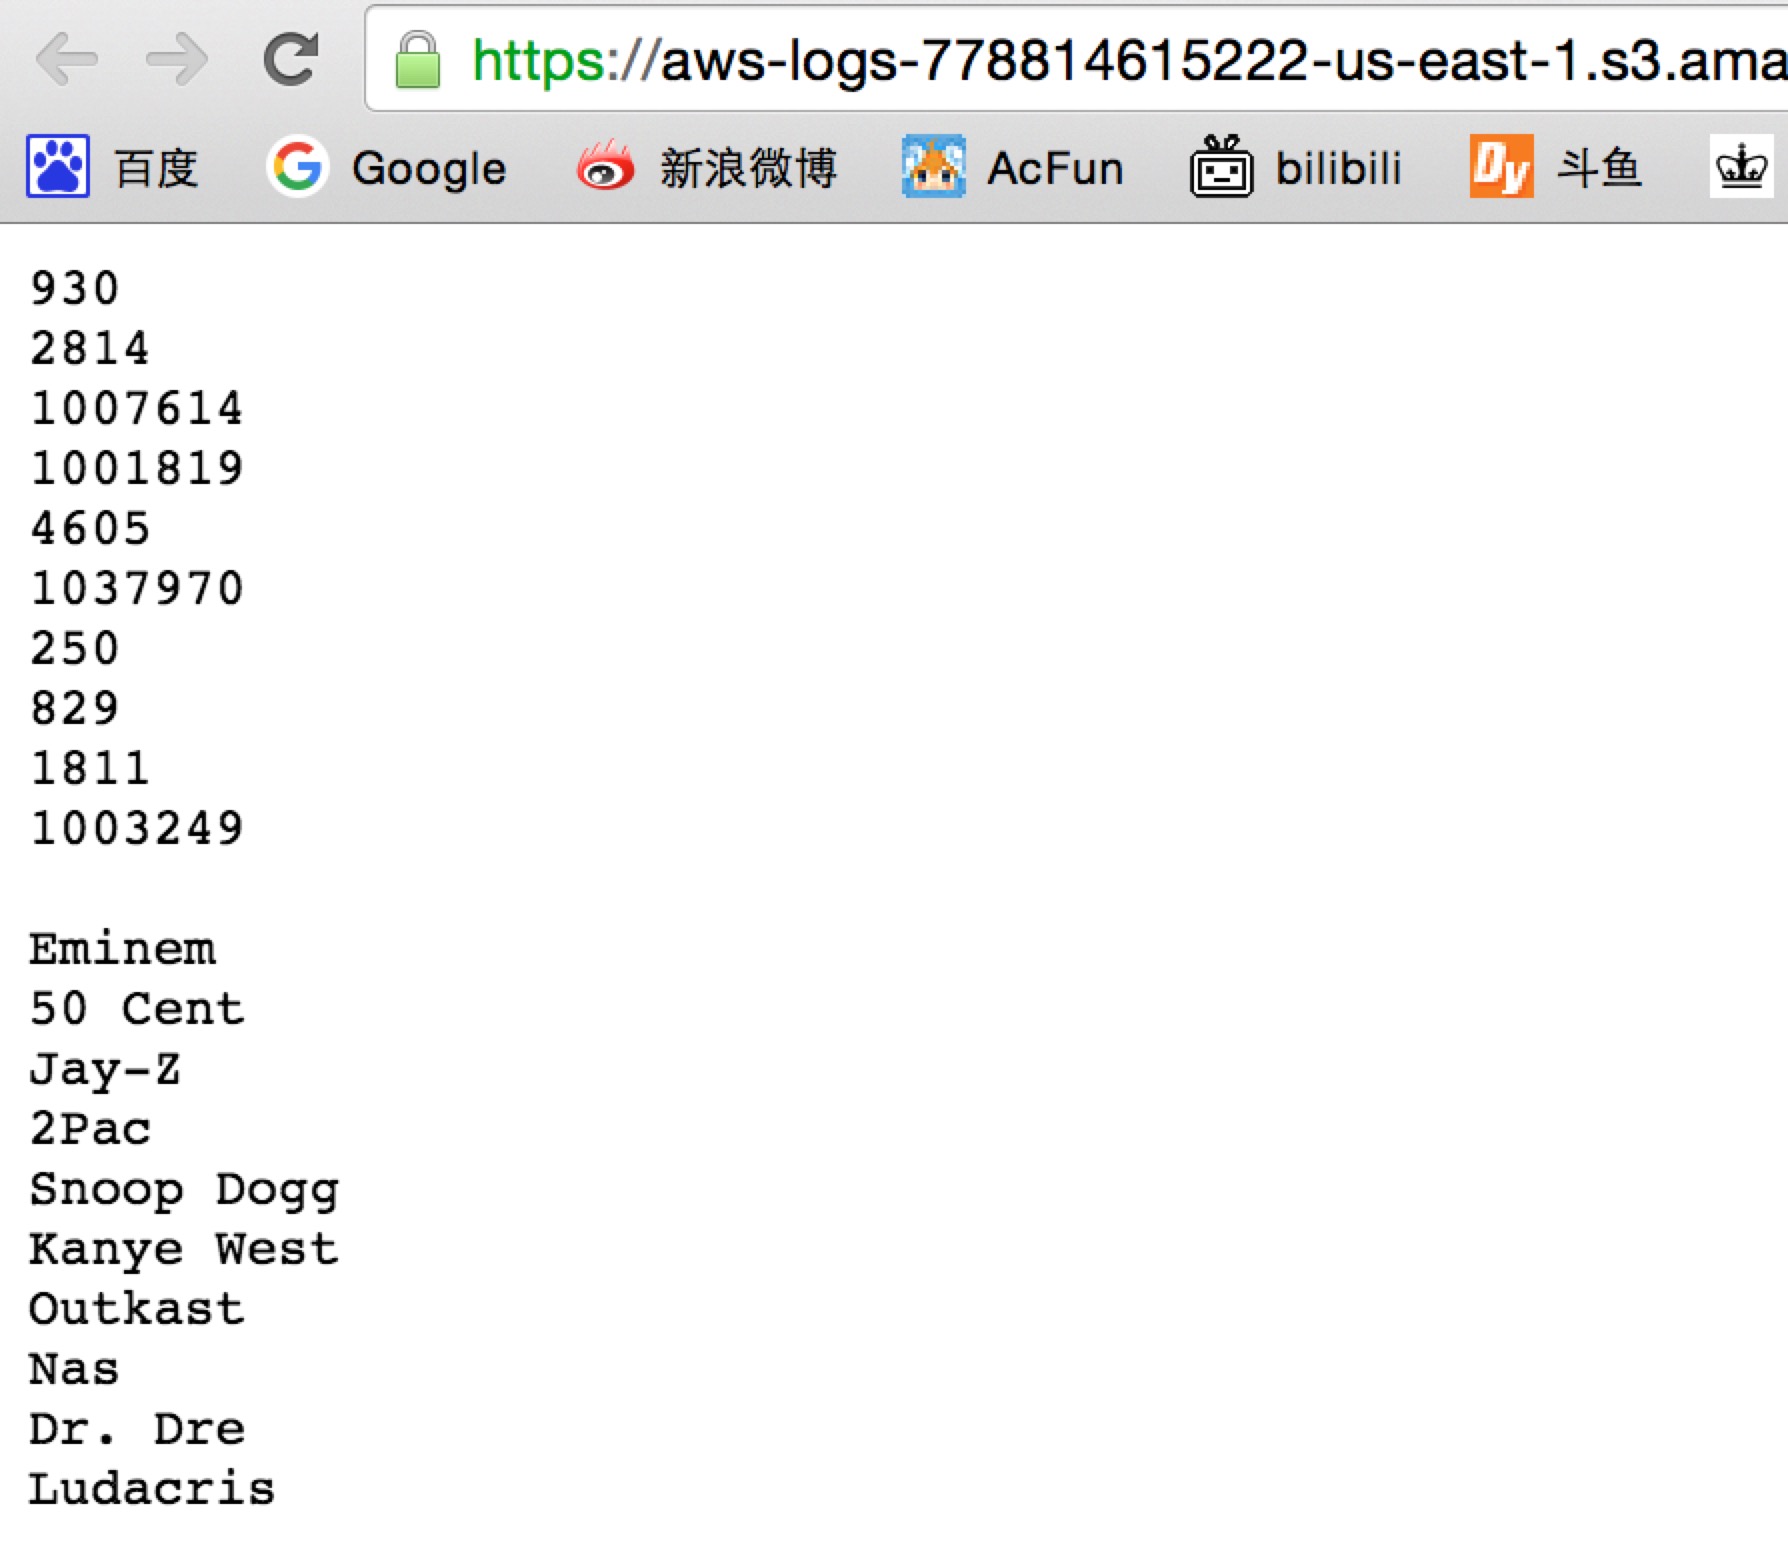 https://aws-logs-778814615222-us-east-1.s3.ama
百度 Google 新浪微博 AcFun bilibili Dy 斗鱼
930
2814
1007614
1001819
4605
1037970
250
829
1811
1003249
Eminem
50 Cent
Jay-Z
2Pac
Snoop Dogg
Kanye West
Outkast
Nas
Dr. Dre
Ludacris